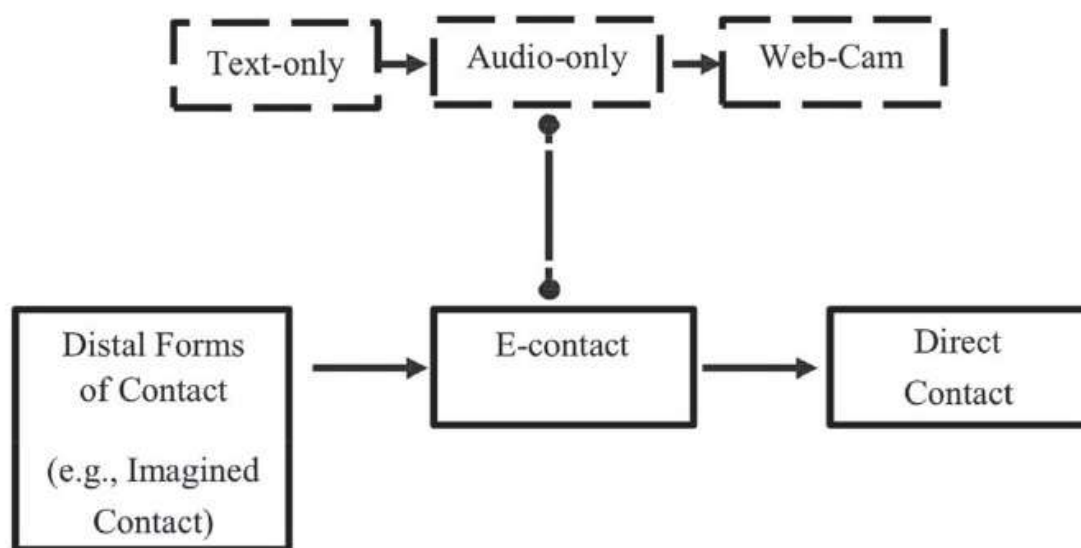 Text-only
Audio-only
Web-Cam
Distal Forms
of Contact
(e.g., Imagined
Contact)
E-contact
Direct
Contact